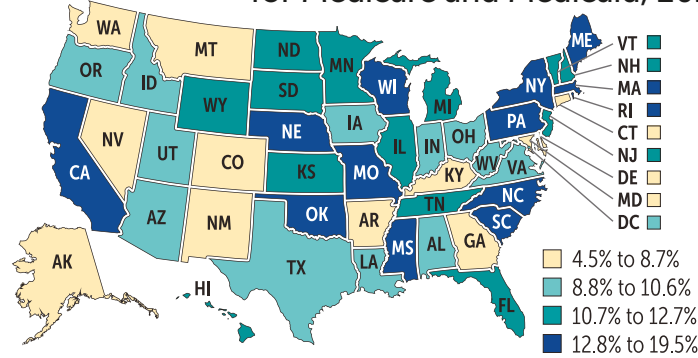 for Medicare and Medicaid,
WA
MT
ND
MN
ME
VT
OR
ID
SD
WI
NY
NH
WY
MI
MA
RI
NE
IA
PA
CT
NV
UT
CO
IL
IN
OH
NJ
CA
KS
MO
WV
VA
DE
KY
MD
AZ
NM
OK
AR
TN
NC
DC
SC
AK
TX
LA
MS
AL
GA
HI
FL
4.5% to 8.7%
8.8% to 10.6%
10.7% to 12.7%
12.8% to 19.5%